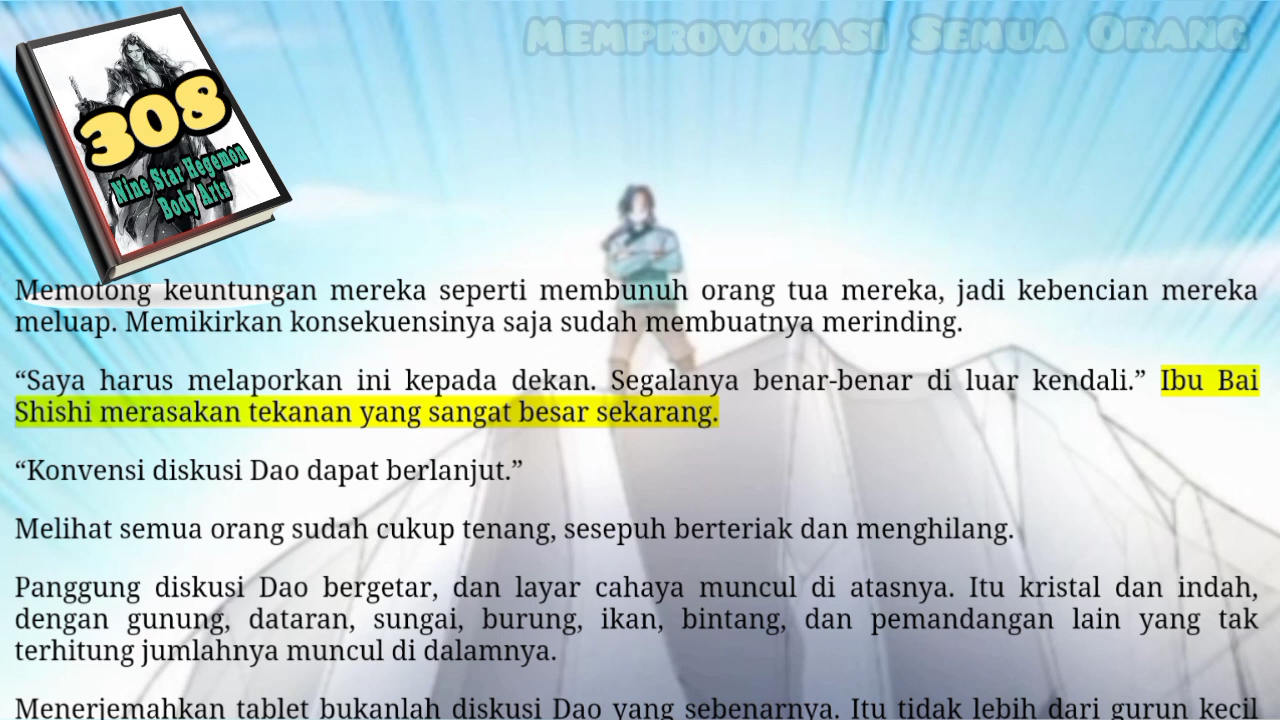 Memprovokasi Semua Orang
308
Nine Star Hegemon
Body Arts
Memotong keuntungan mereka seperti membunuh orang tua mereka, jadi kebencian mereka
meluap. Memikirkan konsekuensinya saja sudah membuatnya merinding.
“Saya harus melaporkan ini kepada dekan. Segalanya benar-benar di luar kendali.” Ibu Bai
Shishi merasakan tekanan yang sangat besar sekarang.
“Konvensi diskusi Dao dapat berlanjut.”
Melihat semua orang sudah cukup tenang, sesepuh berteriak dan menghilang.
Panggung diskusi Dao bergetar, dan layar cahaya muncul di atasnya. Itu kristal dan indah,
dengan gunung, dataran, sungai, burung, ikan, bintang, dan pemandangan lain yang tak
terhitung jumlahnya muncul di dalamnya.
Menerjemahkan tablet bukanlah diskusi Dao yang sebenarnya. Itu tidak lebih dari gurun kecil